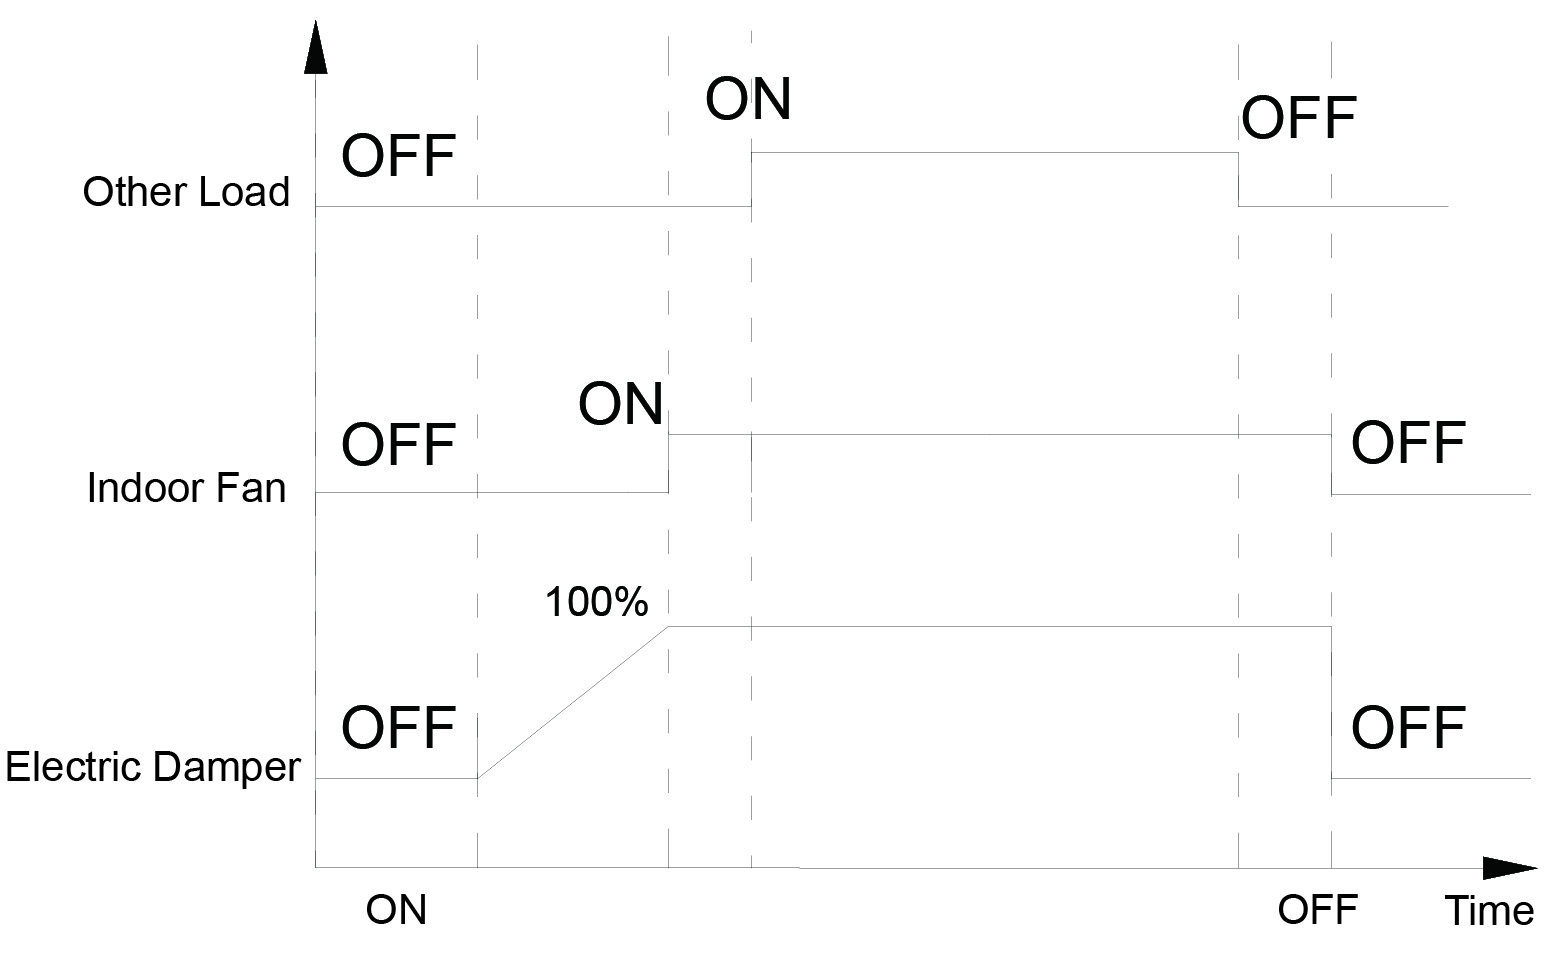 ON
OFF
OFF
Other Load
ON
OFF
OFF
Indoor Fan
100%
OFF
OFF
Electric Damper
ON
OFF
Time